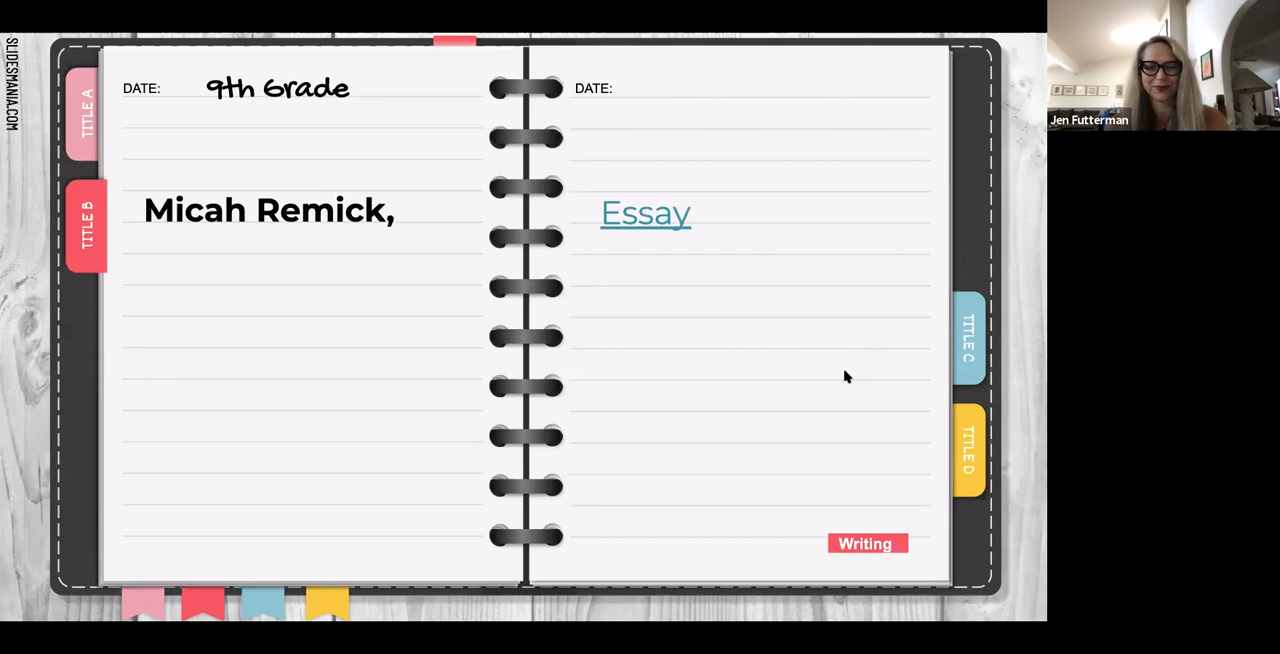 SLIDESMANIA.COM
TITLE A
TITLE B
DATE:
9th Grade
Micah Remick,
DATE:
Essay
TITLE C
TITLE D
Writing
Jen Futterman